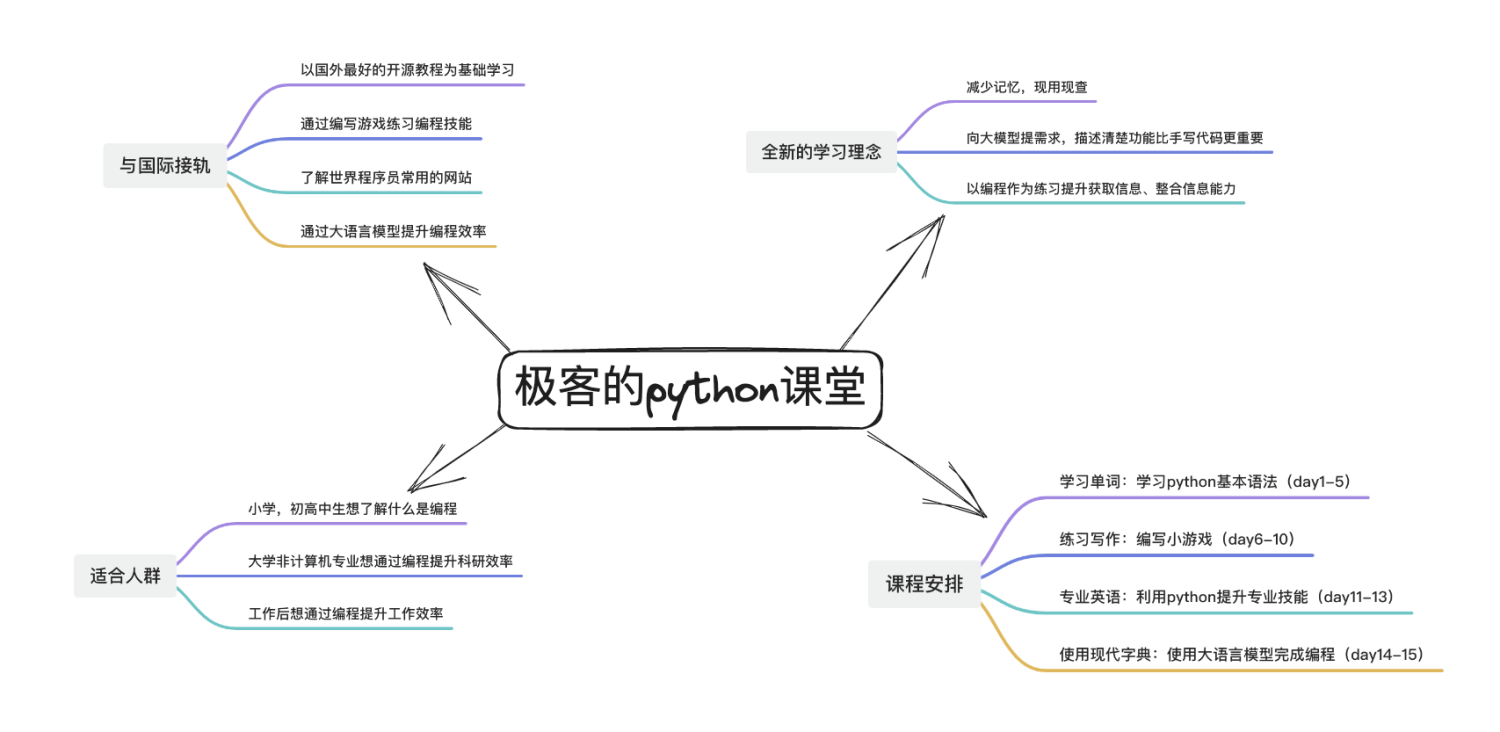 与国际接轨
以国外最好的开源教程为基础学习
通过编写游戏练习编程技能
了解世界程序员常用的网站
通过大语言模型提升编程效率
全新的学习理念
减少记忆，现用现查
向大模型提需求，描述清楚功能比手写代码更重要
以编程作为练习提升获取信息、整合信息能力
极客的python课堂
适合人群
小学，初高中生想了解什么是编程
大学非计算机专业想通过编程提升科研效率
工作后想通过编程提升工作效率
课程安排
学习单词：学习python基本语法（day1-5）
练习写作：编写小游戏（day6-10）
专业英语：利用python提升专业技能（day11-13）
使用现代字典：使用大语言模型完成编程（day14-15）